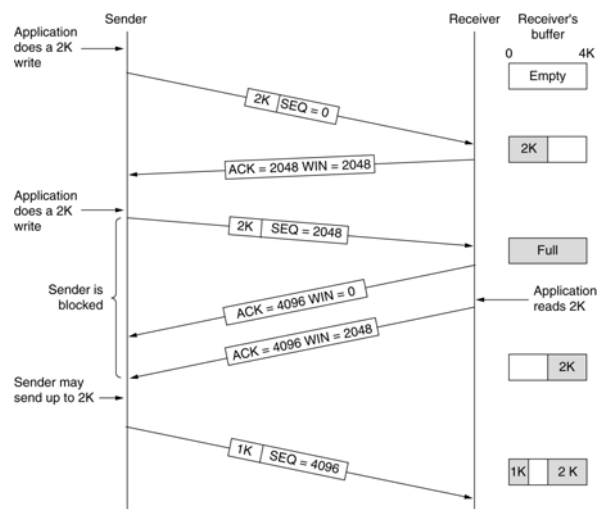 Sender
Receiver
Receiver's
buffer
Application
does a 2K
write
0 4K
Empty
2K SEQ = 0
2K
ACK = 2048 WIN = 2048
Application
does a 2K
write
2K SEQ = 2048
Full
Sender is
blocked
Application
reads 2K
ACK = 4096 WIN = 0
ACK = 4096 WIN = 2048
2K
Sender may
send up to 2K
1K SEQ = 4096
1K 2 K